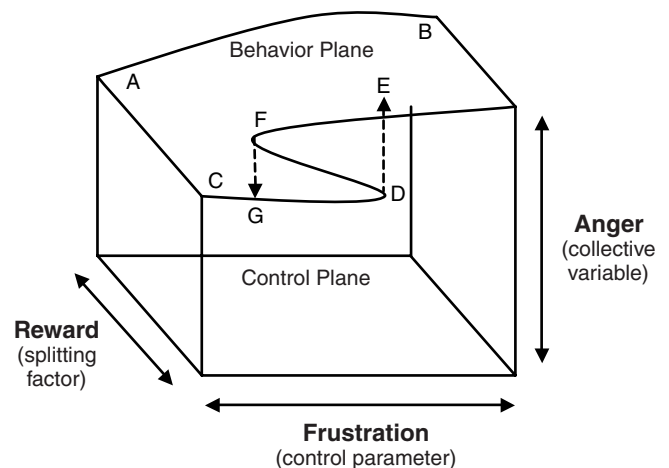 B
Behavior Plane
A
E
F
C
D
G
Anger
(collective
variable)
Control Plane
Reward
(splitting
factor)
Frustration
(control parameter)